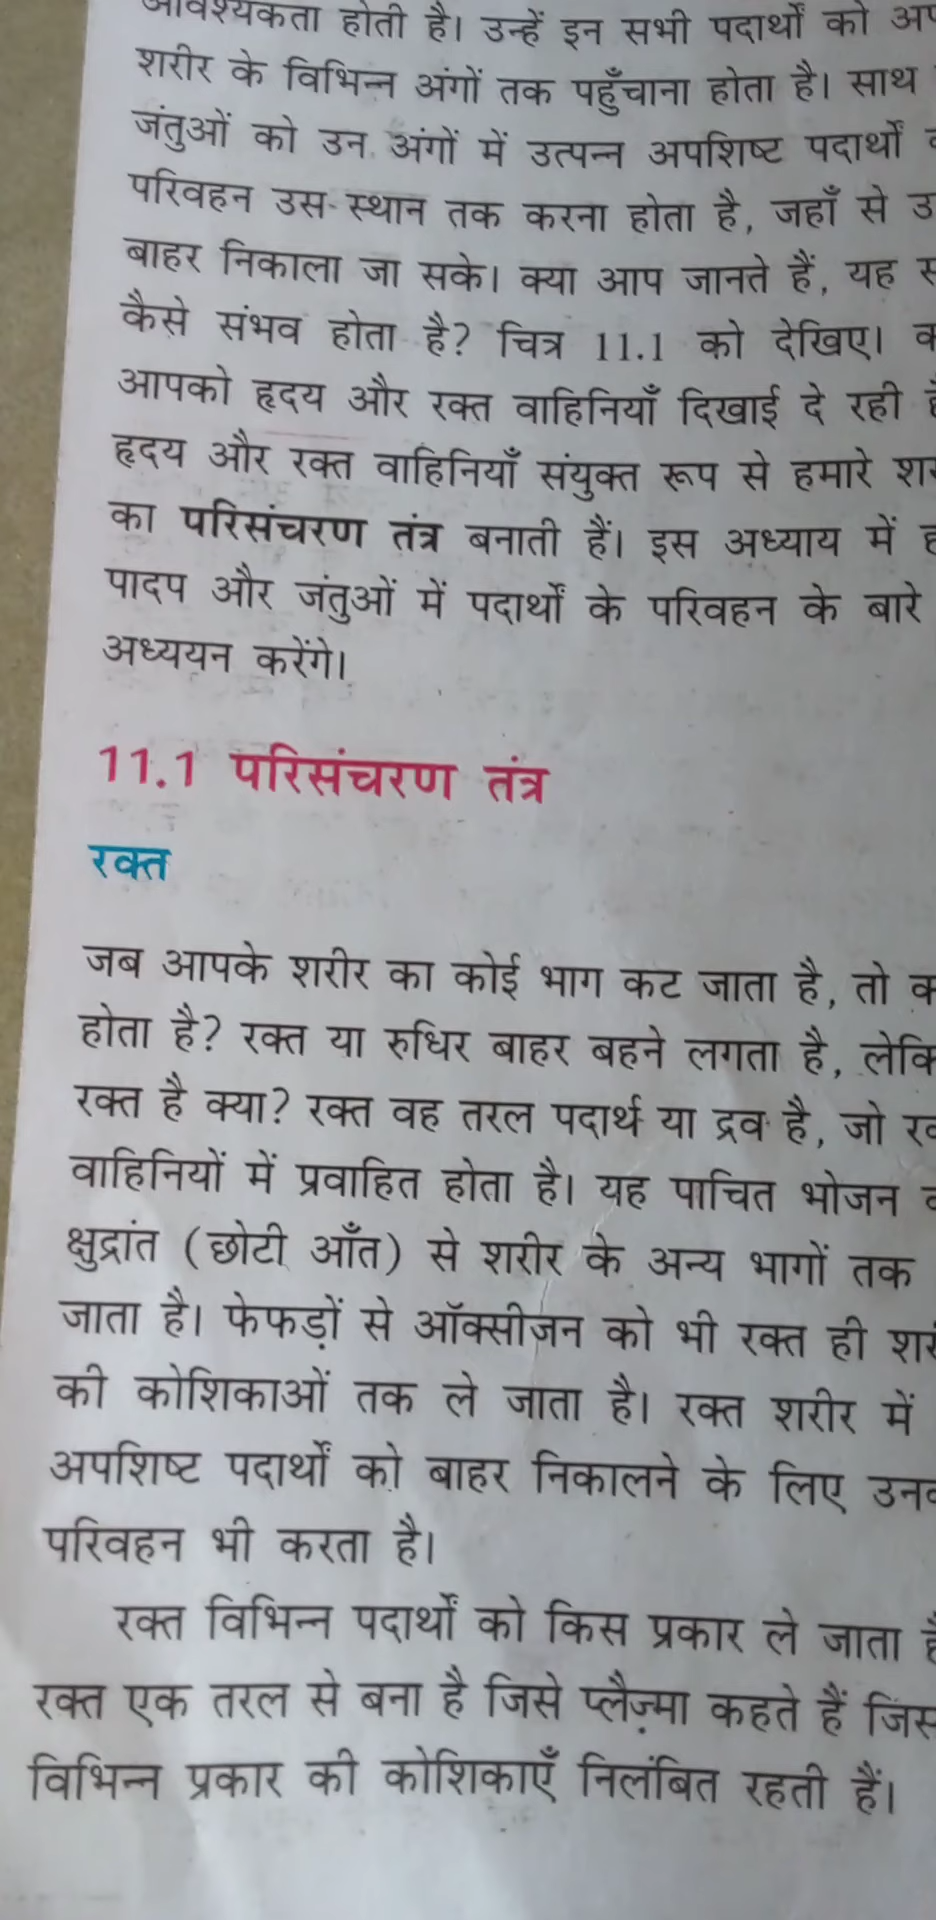 आवश्यकता होती है। उन्हें इन सभी पदार्थों को
शरीर के विभिन्न अंगों तक पहुँचाना होता है। साथ
जंतुओं को उन अंगों में उत्पन्न अपशिष्ट पदार्थों
परिवहन उस स्थान तक करना होता है, जहाँ से
बाहर निकाला जा सके। क्या आप जानते हैं, यह
कैसे संभव होता है? चित्र 11.1 को देखिए।
आपको हृदय और रक्त वाहिनियाँ दिखाई दे रही
हृदय और रक्त वाहिनियाँ संयुक्त रूप से हमारे
का परिसंचरण तंत्र बनाती हैं। इस अध्याय में
पादप और जंतुओं में पदार्थों के परिवहन के बारे
अध्ययन करेंगे।
11.1 परिसंचरण तंत्र
रक्त
जब आपके शरीर का कोई भाग कट जाता है, तो
होता है? रक्त या रुधिर बाहर बहने लगता है,
रक्त है क्या? रक्त वह तरल पदार्थ या द्रव है, जो
वाहिनियों में प्रवाहित होता है। यह पाचित भोजन
क्षुद्रांत (छोटी आँत) से शरीर के अन्य भागों तक
जाता है। फेफड़ों से ऑक्सीजन को भी रक्त ही
की कोशिकाओं तक ले जाता है। रक्त शरीर में
अपशिष्ट पदार्थों को बाहर निकालने के लिए
परिवहन भी करता है।
रक्त विभिन्न पदार्थों को किस प्रकार ले जाता
रक्त एक तरल से बना है जिसे प्लैज़्मा कहते हैं
विभिन्न प्रकार की कोशिकाएँ निलंबित रहती हैं।